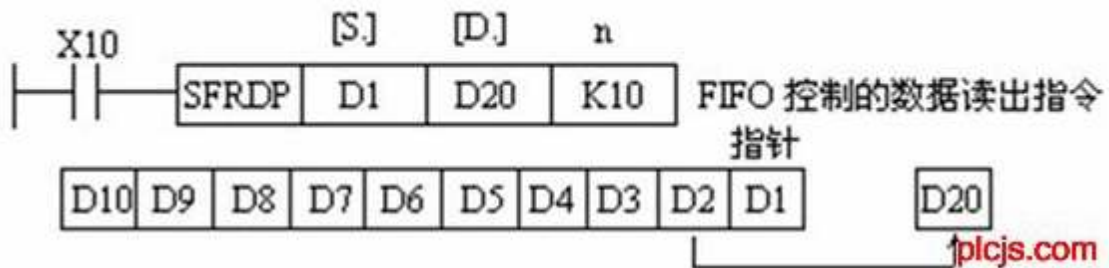 [S.] [D.] n
X10
SFRDP D1 D20 K10 FIFO 控制的数据读出指令
指针
D10 D9 D8 D7 D6 D5 D4 D3 D2 D1 D20
plcjs.com